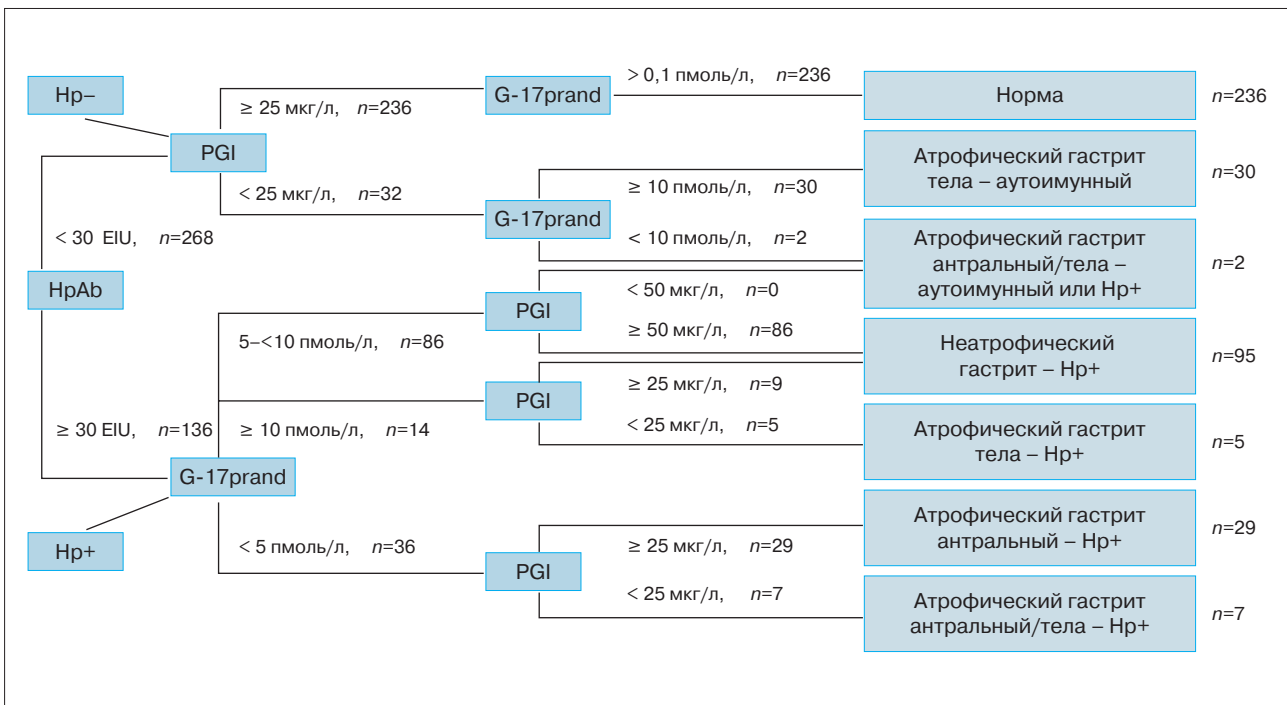 Hp–
≥ 25 мкг/л, n=236
PGI
< 25 мкг/л, n=32
< 30 EIU, n=268
HpAb
≥ 30 EIU, n=136
G-17prand
Hp+
5–<10 пмоль/л, n=86
≥ 10 пмоль/л, n=14
< 5 пмоль/л, n=36
G-17prand
> 0,1 пмоль/л, n=236
Норма
n=236
G-17prand
≥ 10 пмоль/л, n=30
< 10 пмоль/л, n=2
Атрофический гастрит
тела – аутоимунный
n=30
Атрофический гастрит
антральный/тела –
аутоимунный или Hp+
n=2
PGI
< 50 мкг/л, n=0
≥ 50 мкг/л, n=86
Неатрофический
гастрит – Hp+
n=95
PGI
≥ 25 мкг/л, n=9
< 25 мкг/л, n=5
Атрофический гастрит
тела – Hp+
n=5
PGI
≥ 25 мкг/л, n=29
< 25 мкг/л, n=7
Атрофический гастрит
антральный – Hp+
n=29
Атрофический гастрит
антральный/тела – Hp+
n=7